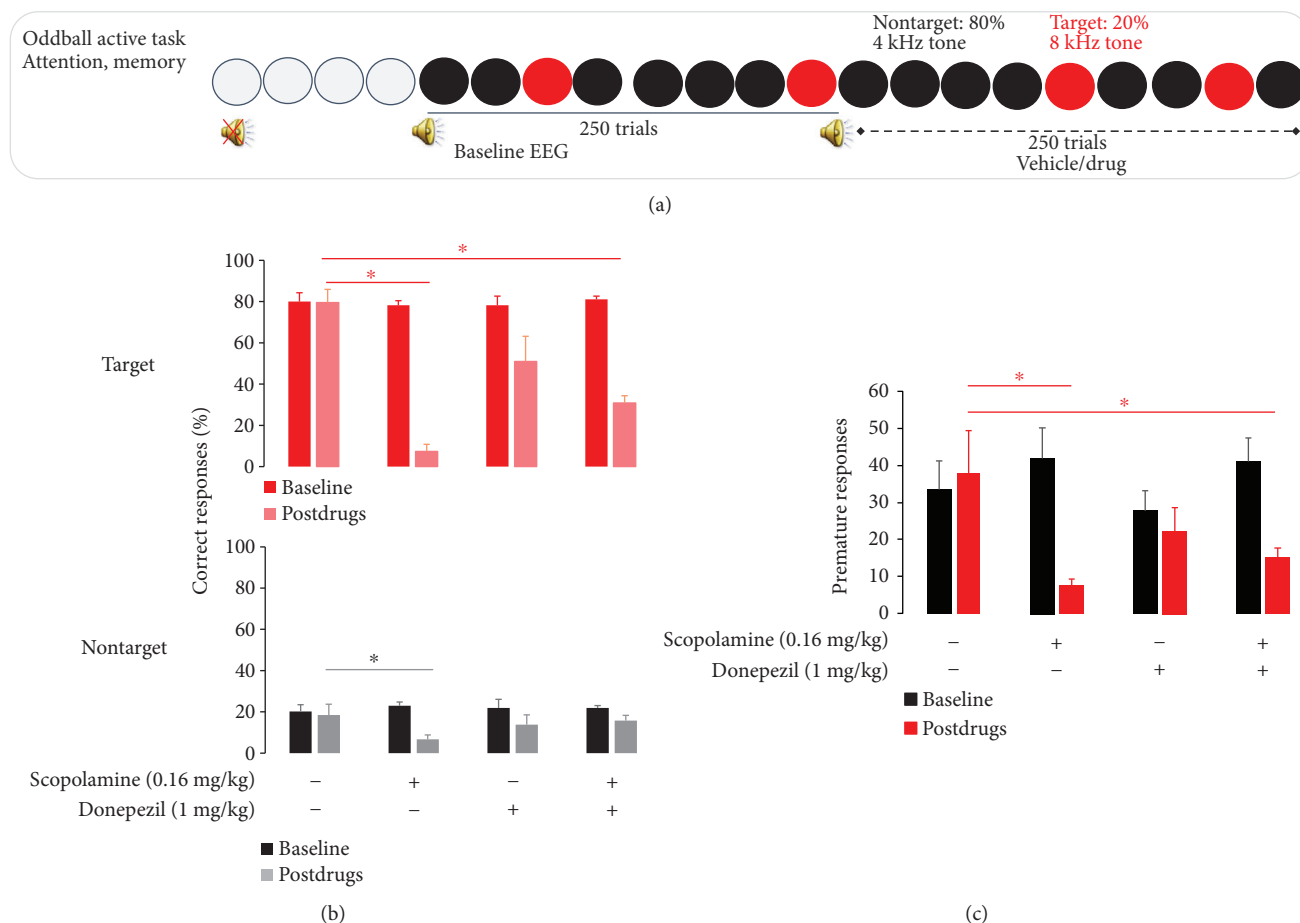 Oddball active task
Attention, memory
Nontarget: 80%
4 kHz tone
Target: 20%
8 kHz tone
250 trials
Baseline EEG
250 trials
Vehicle/drug
(a)
Target
Correct responses (%)
100
80
60
40
20
0
*
*
Baseline
Postdrugs
Nontarget
100
80
60
40
20
0
*
Scopolamine (0.16 mg/kg) − + − +
Donepezil (1 mg/kg) − − + +
Baseline
Postdrugs
(b)
Premature responses
60
50
40
30
20
10
0
*
*
Scopolamine (0.16 mg/kg) − + − +
Donepezil (1 mg/kg) − − + +
Baseline
Postdrugs
(c)